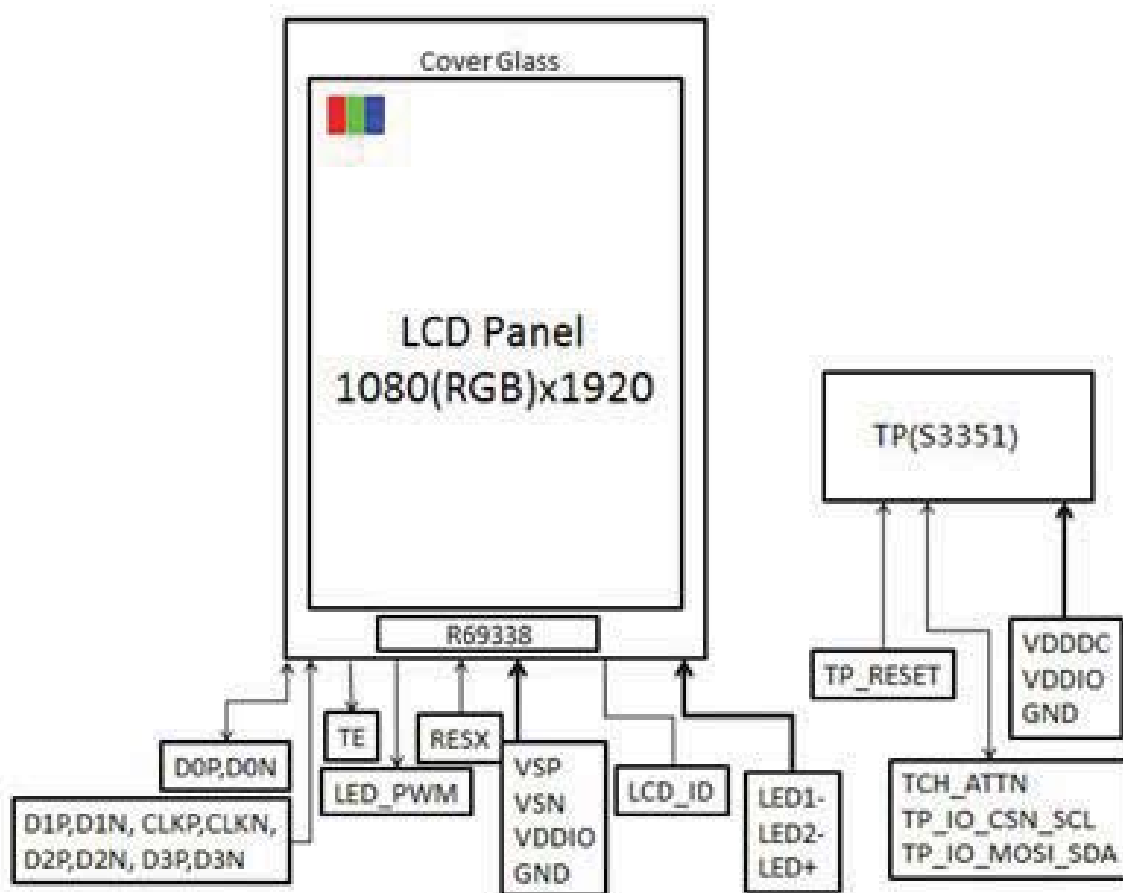 Cover Glass
LCD Panel
1080(RGB)x1920
R69338
TP(S3351)
D0P,D0N
D1P,D1N, CLKP,CLKN,
D2P,D2N, D3P,D3N
TE
LED_PWM
RESX
VSP
VSN
VDDIO
GND
LCD_ID
LED1-
LED2-
LED+
TP_RESET
TCH_ATTN
TP_IO_CSN_SCL
TP_IO_MOSI_SDA
VDDDC
VDDIO
GND